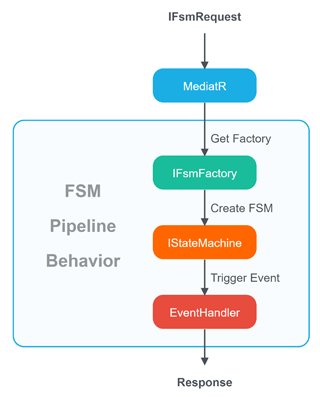 IFsmRequest
MediatR
Get Factory
IFsmFactory
FSM
Pipeline
Behavior
Create FSM
IStateMachine
Trigger Event
EventHandler
Response